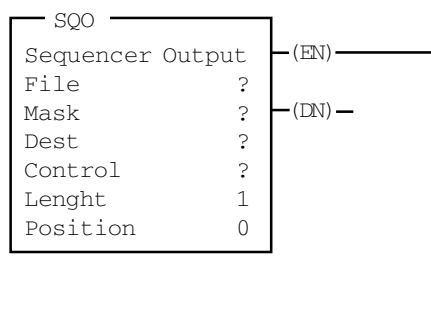 SQO
Sequencer Output (EN)
File ?
Mask ? (DN)
Dest ?
Control ?
Lenght 1
Position 0